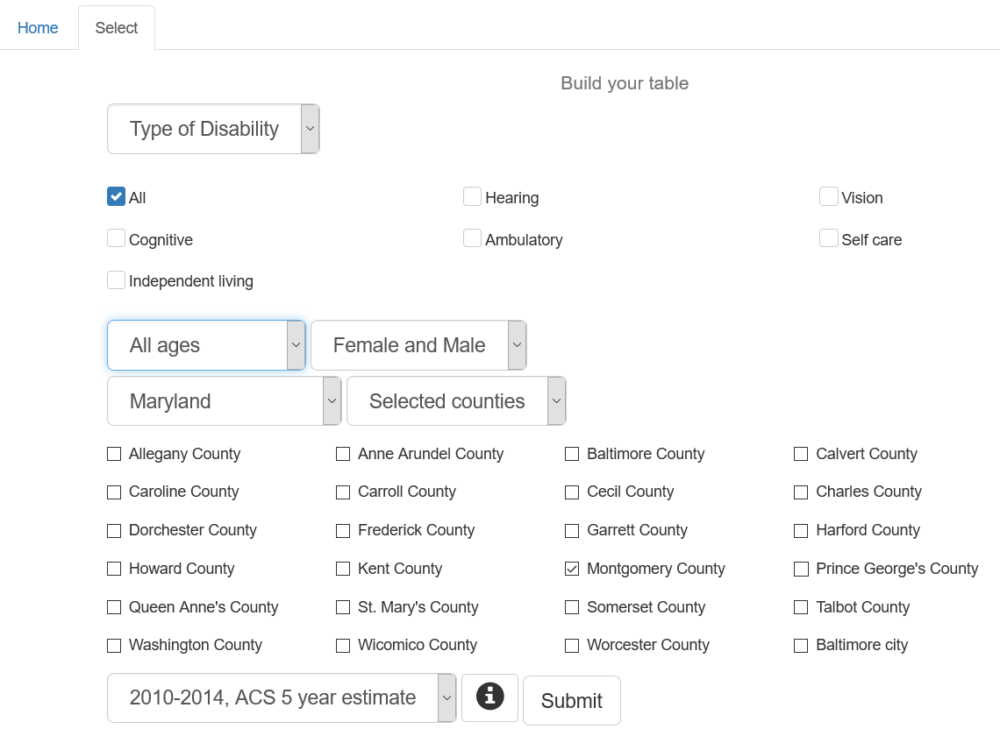 Home Select
Build your table
Type of Disability
All Hearing Vision
Cognitive Ambulatory Self care
Independent living
All ages Female and Male
Maryland Selected counties
Allegany County Anne Arundel County Baltimore County Calvert County
Caroline County Carroll County Cecil County Charles County
Dorchester County Frederick County Garrett County Harford County
Howard County Kent County Montgomery County Prince George's County
Queen Anne's County St. Mary's County Somerset County Talbot County
Washington County Wicomico County Worcester County Baltimore city
2010-2014, ACS 5 year estimate Submit